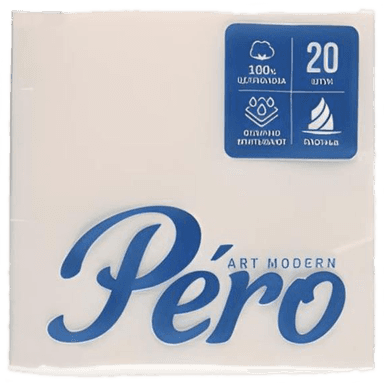 100%
ЦЕЛЛЮЛОЗА
20
ШТУК
ОТЛИЧНО
ВПИТЫВАЮТ
ПЛОТНЫЕ
Péro
ART MODERN